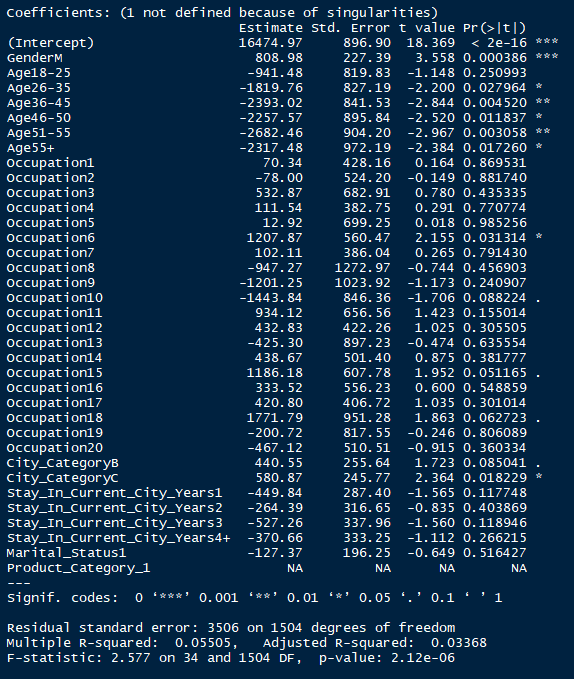 Coefficients: (1 not defined because of singularities)
Estimate Std. Error t value Pr(>|t|)
(Intercept) 16474.97 896.90 18.369 < 2e-16 ***
GenderM 808.98 227.39 3.558 0.000386 ***
Age18-25 -941.48 819.83 -1.148 0.250993
Age26-35 -1819.76 827.19 -2.200 0.027964 *
Age36-45 -2393.02 841.53 -2.844 0.004520 **
Age46-50 -2257.57 895.84 -2.520 0.011837 *
Age51-55 -2682.46 904.20 -2.967 0.003058 **
Age55+ -2317.48 972.19 -2.384 0.017260 *
Occupation1 70.34 428.16 0.164 0.869531
Occupation2 -78.00 524.20 -0.149 0.881740
Occupation3 532.87 682.91 0.780 0.435335
Occupation4 111.54 382.75 0.291 0.770774
Occupation5 12.92 699.25 0.018 0.985256
Occupation6 1207.87 560.47 2.155 0.031314 *
Occupation7 102.11 386.04 0.265 0.791430
Occupation8 -947.27 1272.97 -0.744 0.456903
Occupation9 -1201.25 1023.92 -1.173 0.240907
Occupation10 -1443.84 846.36 -1.706 0.088224 .
Occupation11 934.12 656.56 1.423 0.155014
Occupation12 432.83 422.26 1.025 0.305505
Occupation13 -425.30 897.23 -0.474 0.635554
Occupation14 438.67 501.40 0.875 0.381777
Occupation15 1186.18 607.78 1.952 0.051165 .
Occupation16 333.52 556.23 0.600 0.548859
Occupation17 420.80 406.72 1.035 0.301014
Occupation18 1771.79 951.28 1.863 0.062723 .
Occupation19 -200.72 817.55 -0.246 0.806089
Occupation20 -467.12 510.51 -0.915 0.360334
City_CategoryB 440.55 255.64 1.723 0.085041 .
City_CategoryC 580.87 245.77 2.364 0.018229 *
Stay_In_Current_City_Years1 -449.84 287.40 -1.565 0.117748
Stay_In_Current_City_Years2 -264.39 316.65 -0.835 0.403869
Stay_In_Current_City_Years3 -527.26 337.96 -1.560 0.118946
Stay_In_Current_City_Years4+ -370.66 333.25 -1.112 0.266215
Marital_Status1 -127.37 196.25 -0.649 0.516427
Product_Category_1 NA NA NA NA
---
Signif. codes: 0 ‘***’ 0.001 ‘**’ 0.01 ‘*’ 0.05 ‘.’ 0.1 ‘ ’ 1
Residual standard error: 3506 on 1504 degrees of freedom
Multiple R-squared: 0.05505, Adjusted R-squared: 0.03368
F-statistic: 2.577 on 34 and 1504 DF, p-value: 2.12e-06